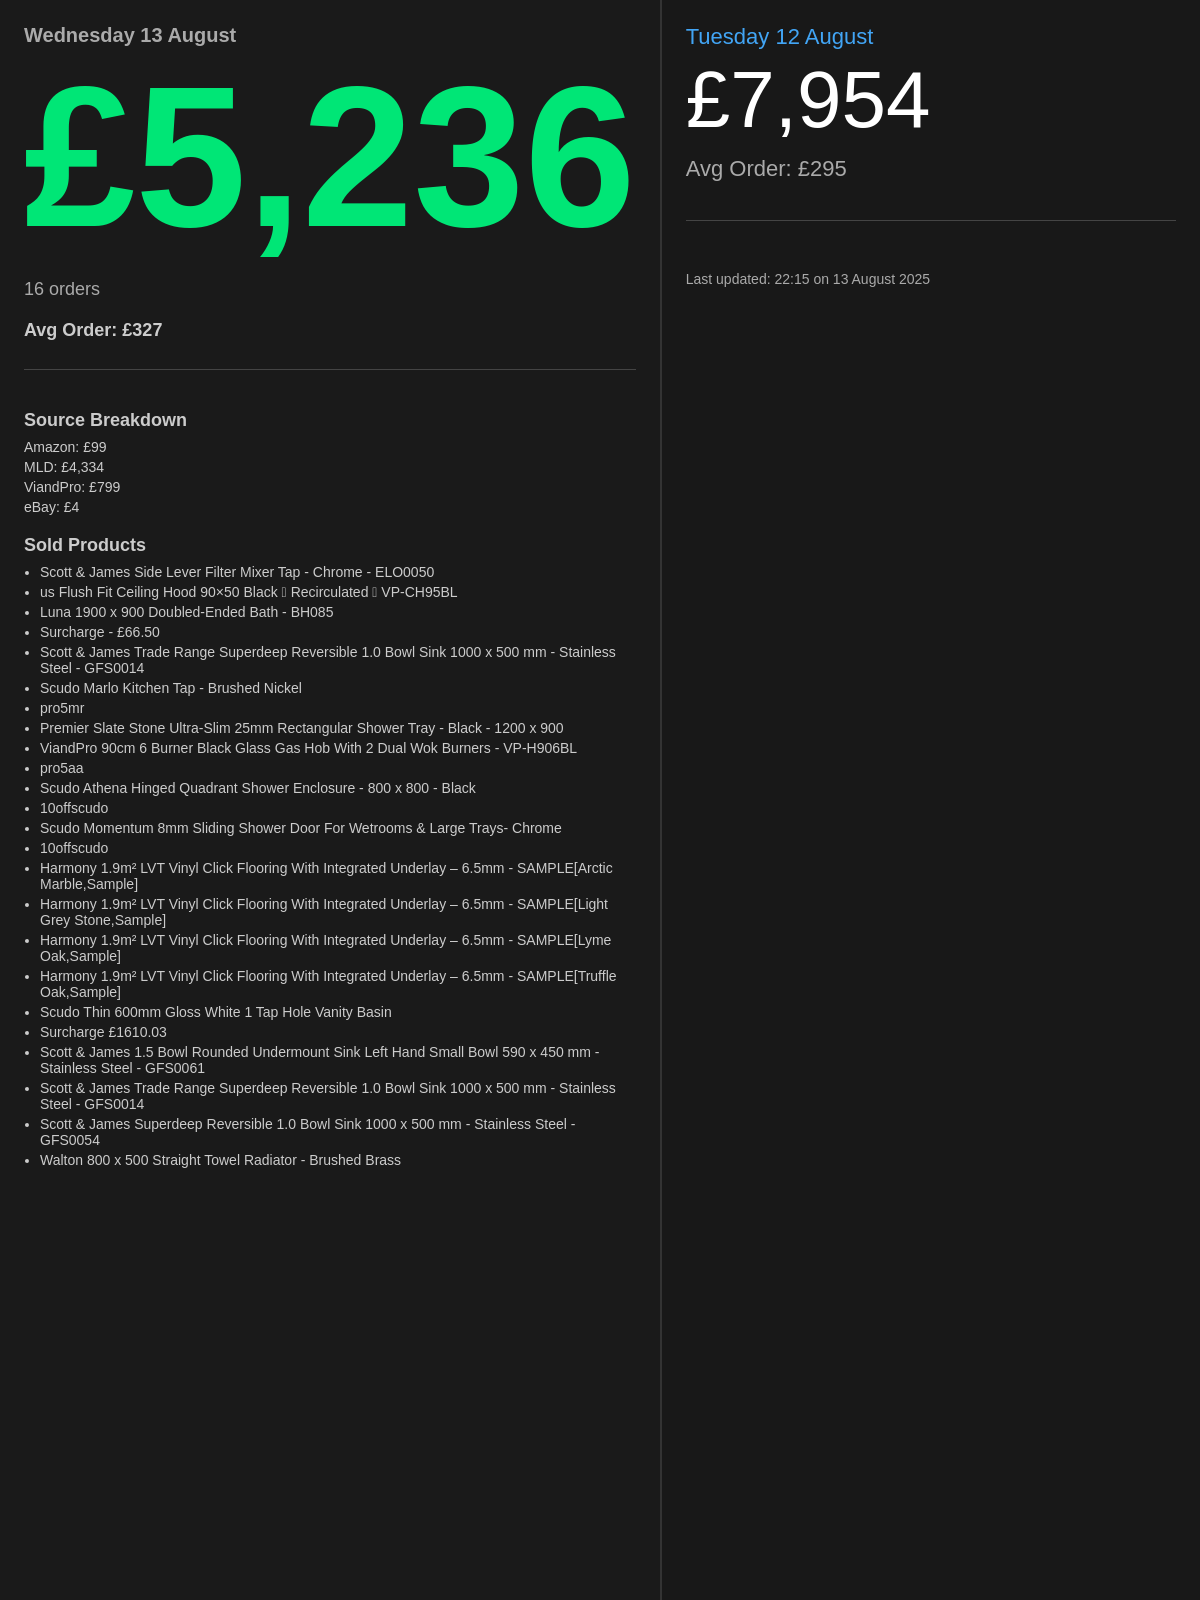 Wednesday 13 August
£5,236
16 orders
Avg Order: £327
Source Breakdown
Amazon: £99
MLD: £4,334
ViandPro: £799
eBay: £4
Sold Products
• Scott & James Side Lever Filter Mixer Tap - Chrome - ELO0050
• us Flush Fit Ceiling Hood 90×50 Black ▯ Recirculated ▯ VP-CH95BL
• Luna 1900 x 900 Doubled-Ended Bath - BH085
• Surcharge - £66.50
• Scott & James Trade Range Superdeep Reversible 1.0 Bowl Sink 1000 x 500 mm - Stainless
Steel - GFS0014
• Scudo Marlo Kitchen Tap - Brushed Nickel
• pro5mr
• Premier Slate Stone Ultra-Slim 25mm Rectangular Shower Tray - Black - 1200 x 900
• ViandPro 90cm 6 Burner Black Glass Gas Hob With 2 Dual Wok Burners - VP-H906BL
• pro5aa
• Scudo Athena Hinged Quadrant Shower Enclosure - 800 x 800 - Black
• 10offscudo
• Scudo Momentum 8mm Sliding Shower Door For Wetrooms & Large Trays- Chrome
• 10offscudo
• Harmony 1.9m² LVT Vinyl Click Flooring With Integrated Underlay – 6.5mm - SAMPLE[Arctic
Marble,Sample]
• Harmony 1.9m² LVT Vinyl Click Flooring With Integrated Underlay – 6.5mm - SAMPLE[Light
Grey Stone,Sample]
• Harmony 1.9m² LVT Vinyl Click Flooring With Integrated Underlay – 6.5mm - SAMPLE[Lyme
Oak,Sample]
• Harmony 1.9m² LVT Vinyl Click Flooring With Integrated Underlay – 6.5mm - SAMPLE[Truffle
Oak,Sample]
• Scudo Thin 600mm Gloss White 1 Tap Hole Vanity Basin
• Surcharge £1610.03
• Scott & James 1.5 Bowl Rounded Undermount Sink Left Hand Small Bowl 590 x 450 mm -
Stainless Steel - GFS0061
• Scott & James Trade Range Superdeep Reversible 1.0 Bowl Sink 1000 x 500 mm - Stainless
Steel - GFS0014
• Scott & James Superdeep Reversible 1.0 Bowl Sink 1000 x 500 mm - Stainless Steel -
GFS0054
• Walton 800 x 500 Straight Towel Radiator - Brushed Brass
Tuesday 12 August
£7,954
Avg Order: £295
Last updated: 22:15 on 13 August 2025